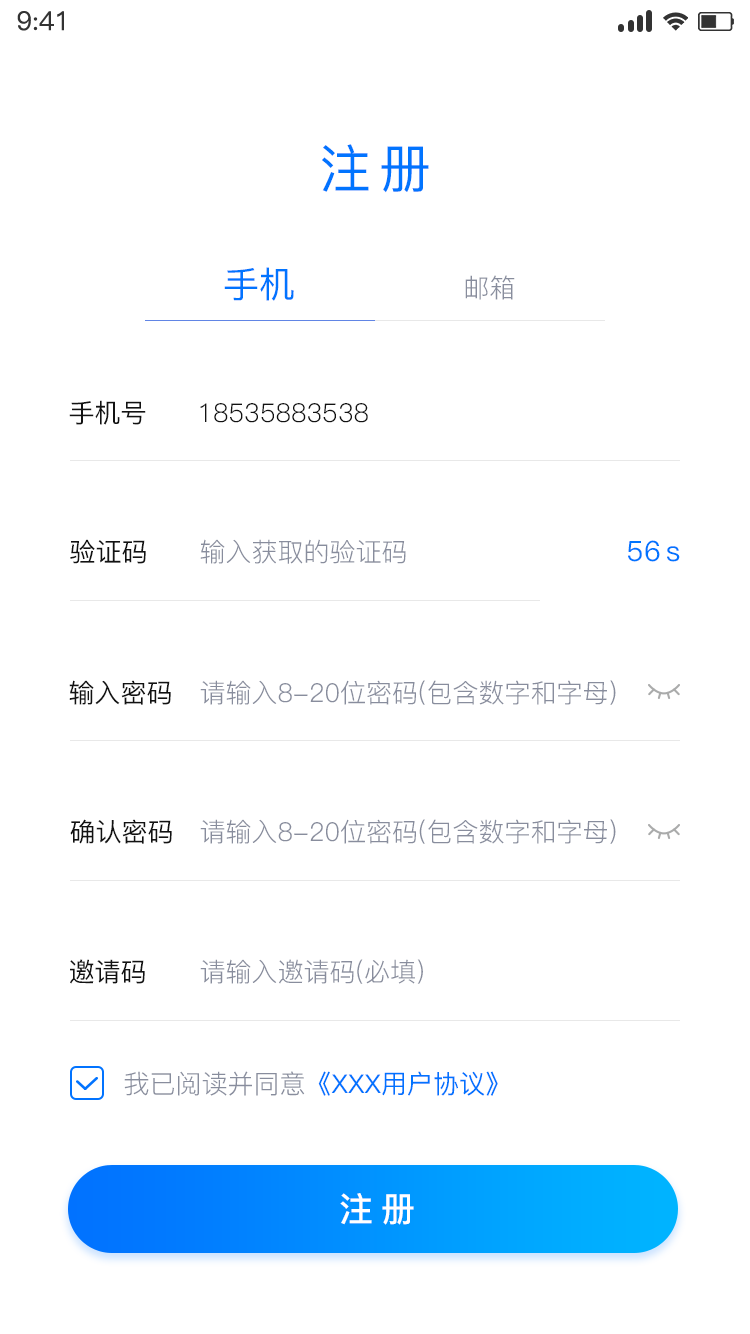 9:41
注册
手机 邮箱
手机号 18535883538
验证码 输入获取的验证码 56s
输入密码 请输入8-20位密码(包含数字和字母)
确认密码 请输入8-20位密码(包含数字和字母)
邀请码 请输入邀请码(必填)
我已阅读并同意《XXX用户协议》
注册